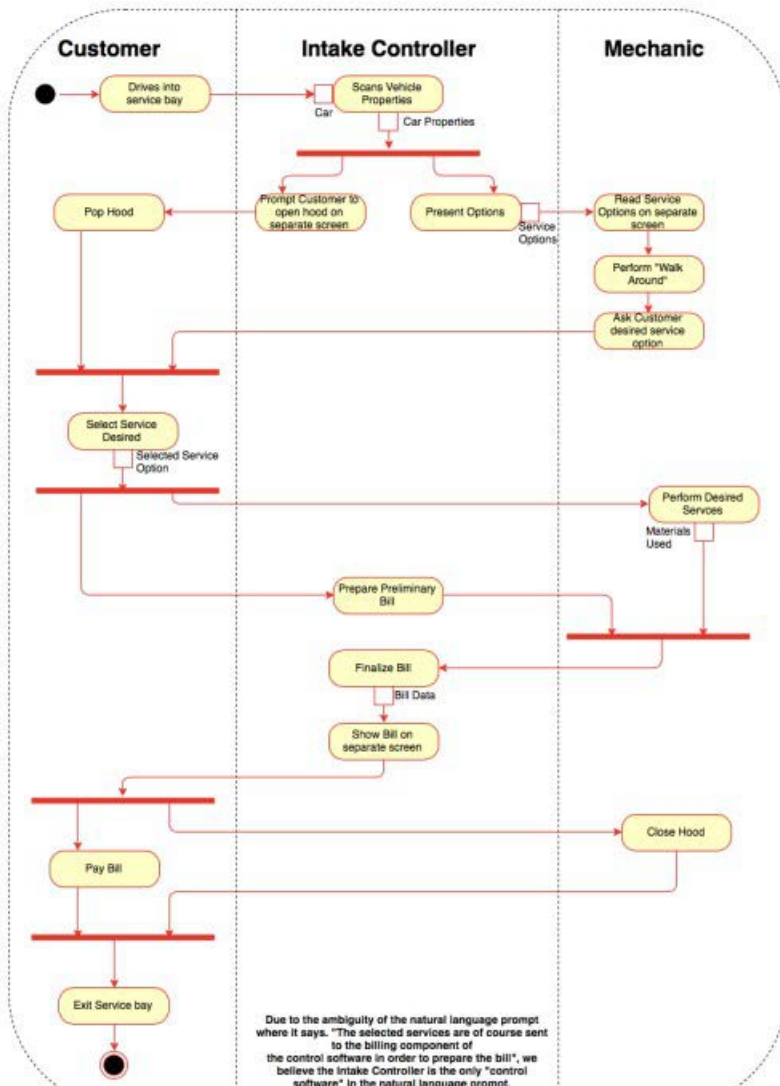 Customer
Intake Controller
Mechanic
Drives into
service bay
Car
Scans Vehicle
Properties
Car Properties
Pop Hood
Prompt Customer to
open hood on
separate screen
Present Options
Service
Options
Read Service
Options on separate
screen
Perform "Walk
Around"
Ask Customer
desired service
option
Select Service
Desired
Selected Service
Option
Perform Desired
Servces
Materials
Used
Prepare Preliminary
Bill
Finalize Bill
Bill Data
Show Bill on
separate screen
Close Hood
Pay Bill
Exit Service bay
Due to the ambiguity of the natural language prompt
where it says. "The selected services are of course sent
to the billing component of
the control software in order to prepare the bill", we
believe the Intake Controller is the only "control
software" in the natural language prompt.